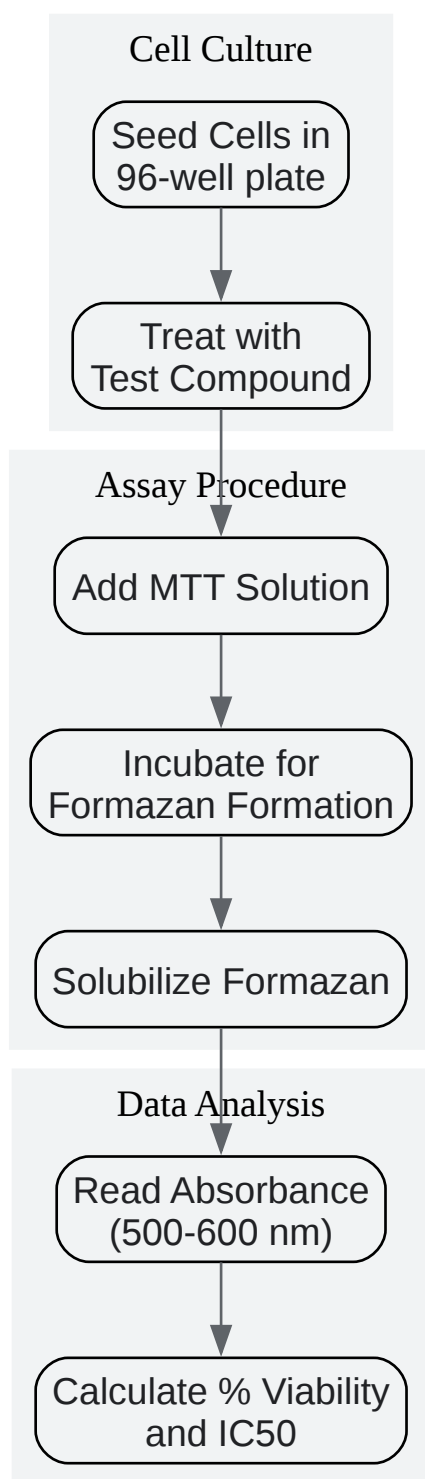 Cell Culture
Seed Cells in
96-well plate
Treat with
Test Compound
Assay Procedure
Add MTT Solution
Incubate for
Formazan Formation
Solubilize Formazan
Data Analysis
Read Absorbance
(500-600 nm)
Calculate % Viability
and IC50